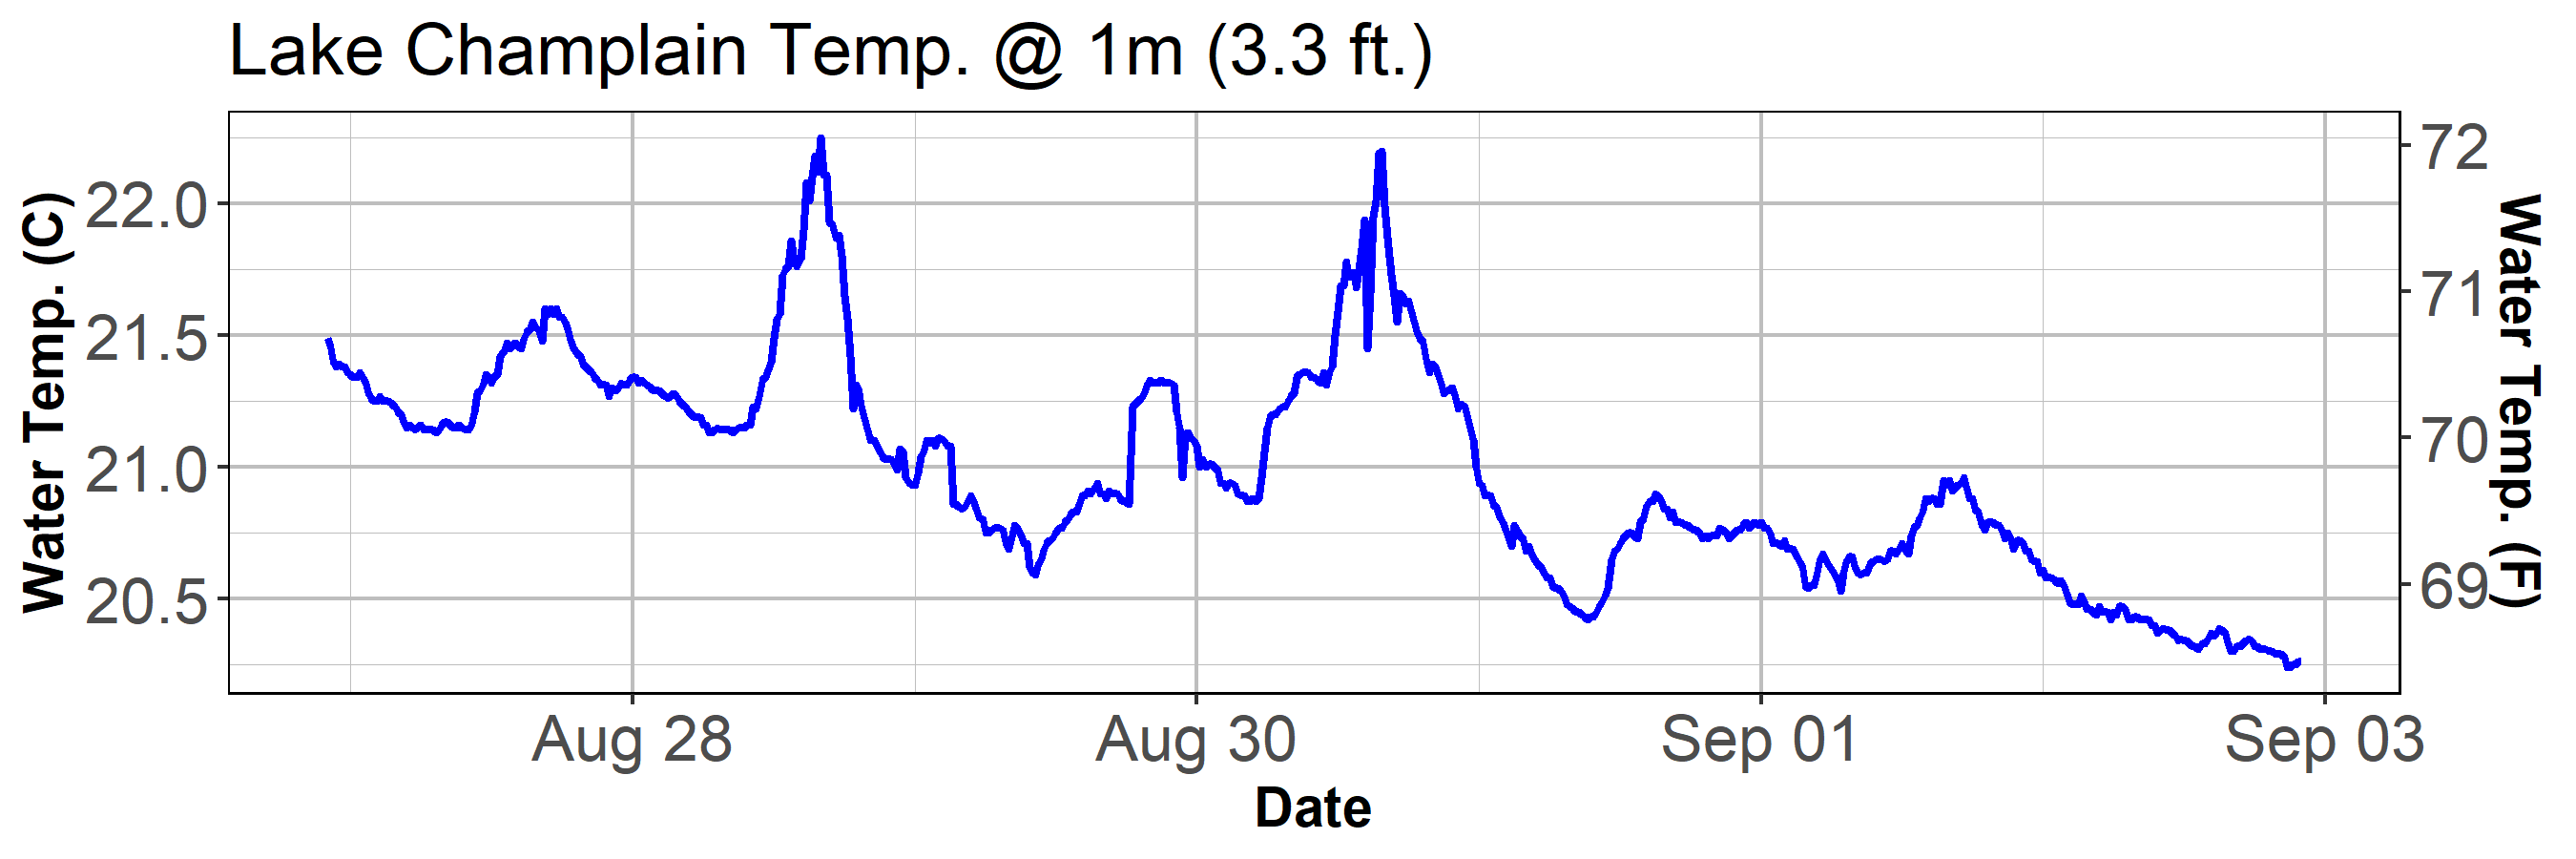 Lake Champlain Temp. @ 1m (3.3 ft.)
Water Temp. (C)
22.0
21.5
21.0
20.5
72
71
70
69
Water Temp. (F)
Aug 28
Aug 30
Sep 01
Sep 03
Date